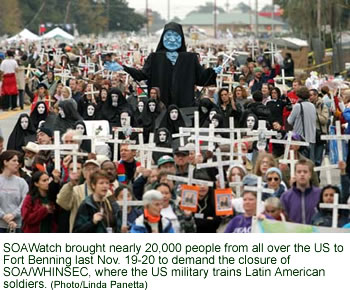 SOAWatch brought nearly 20,000 people from all over the US to
Fort Benning last Nov. 19-20 to demand the closure of
SOA/WHINSEC, where the US military trains Latin American
soldiers. (Photo/Linda Panetta)